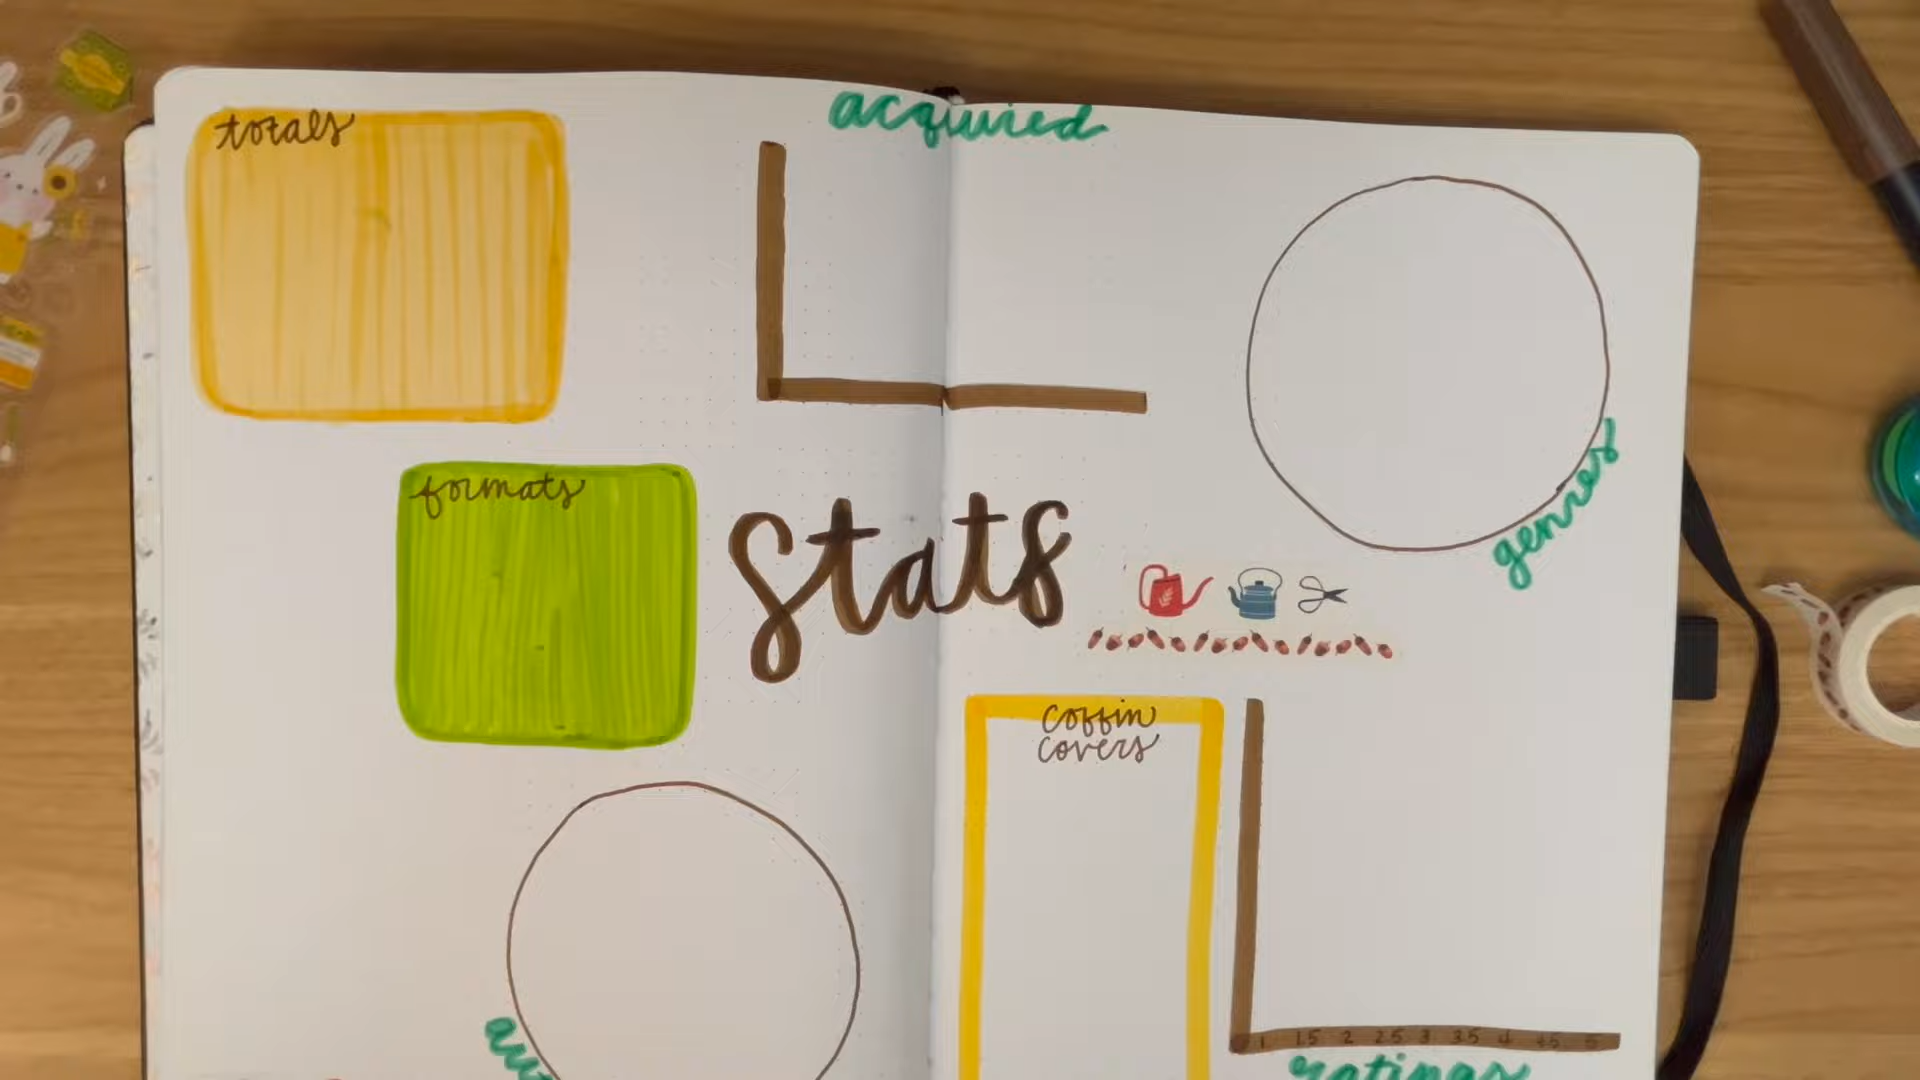 totals
acquired
genres
formats
Stats
coffin
covers
1 1.5 2 2.5 3 3.5 4 4.5 5
ratings